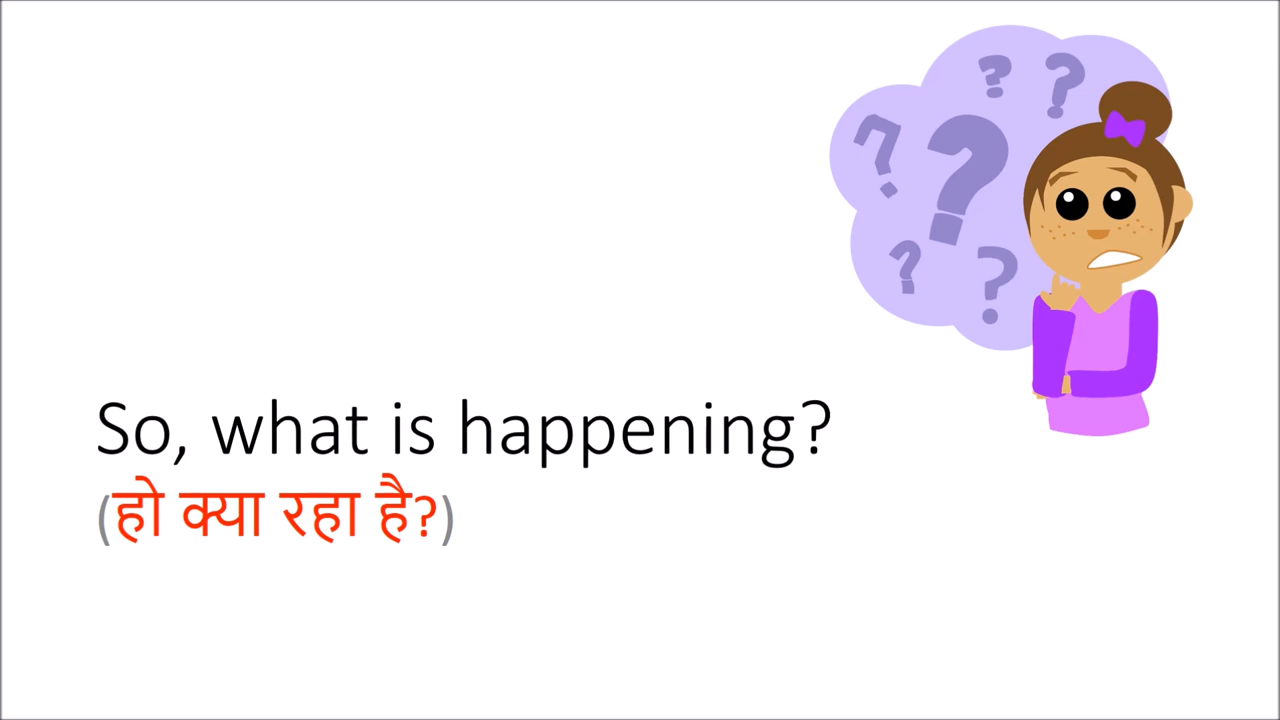 So, what is happening?
(हो क्या रहा है?)